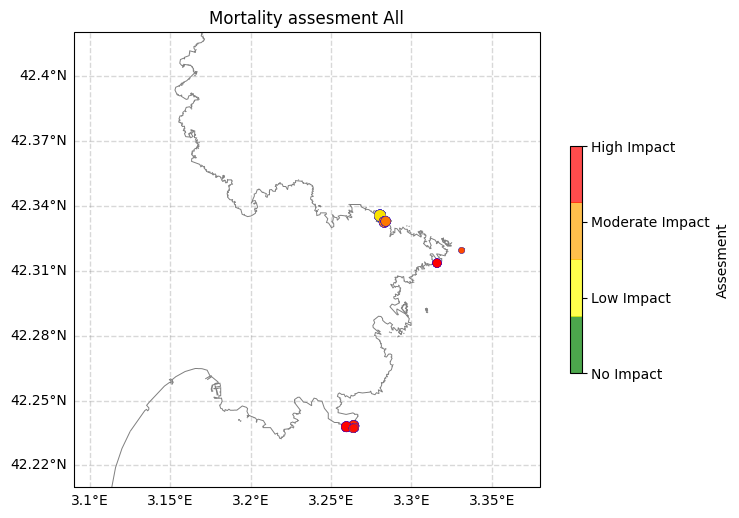 Mortality assesment All
42.4°N
42.37°N
42.34°N
42.31°N
42.28°N
42.25°N
42.22°N
3.1°E
3.15°E
3.2°E
3.25°E
3.3°E
3.35°E
High Impact
Moderate Impact
Low Impact
No Impact
Assesment